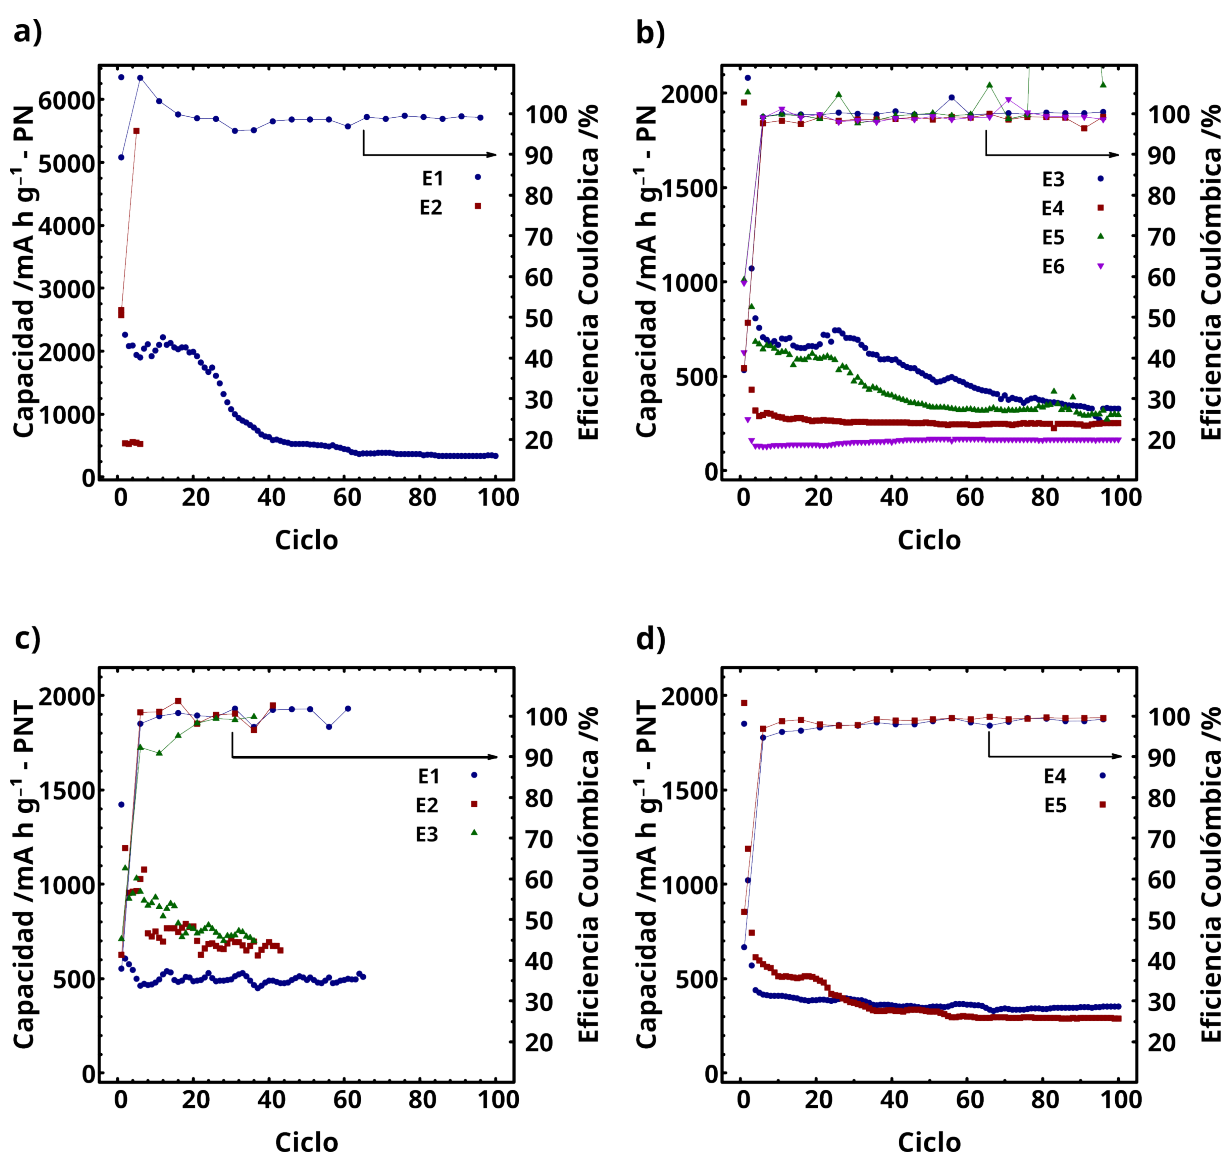 a)
Capacidad /mA h g⁻¹ - PN
6000
5000
4000
3000
2000
1000
0
0 20 40 60 80 100
Ciclo
100
90
80
70
60
50
40
30
20
Eficiencia Coulómbica /%
E1
E2
b)
Capacidad /mA h g⁻¹ - PN
2000
1500
1000
500
0
0 20 40 60 80 100
Ciclo
100
90
80
70
60
50
40
30
20
Eficiencia Coulómbica /%
E3
E4
E5
E6
c)
Capacidad /mA h g⁻¹ - PNT
2000
1500
1000
500
0
0 20 40 60 80 100
Ciclo
100
90
80
70
60
50
40
30
20
Eficiencia Coulómbica /%
E1
E2
E3
d)
Capacidad /mA h g⁻¹ - PNT
2000
1500
1000
500
0
0 20 40 60 80 100
Ciclo
100
90
80
70
60
50
40
30
20
Eficiencia Coulómbica /%
E4
E5